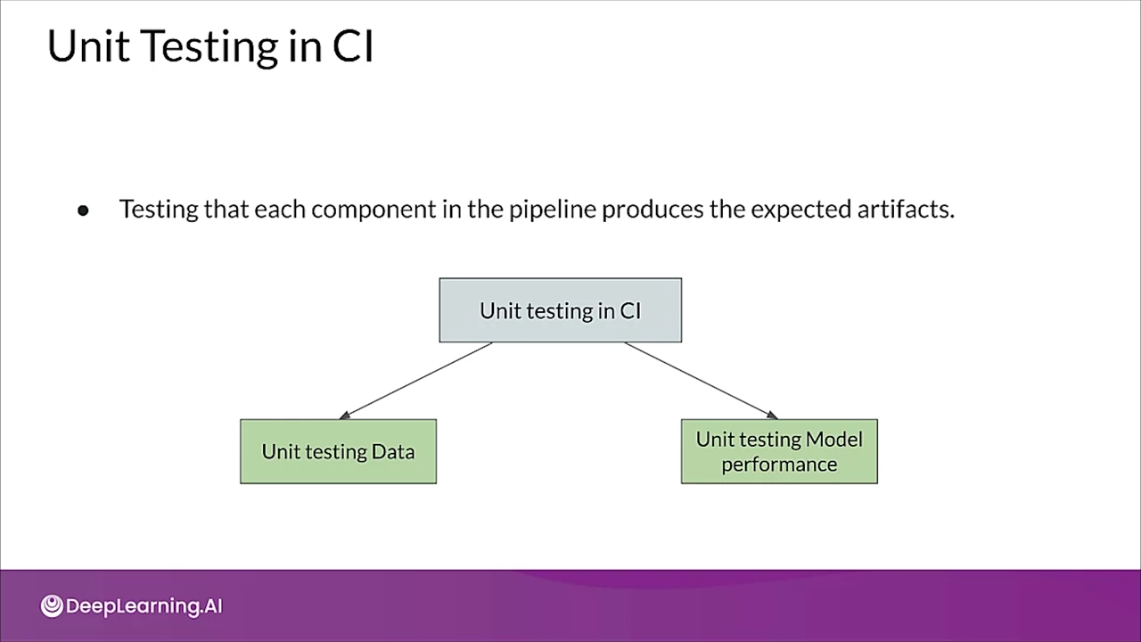 Unit Testing in CI
● Testing that each component in the pipeline produces the expected artifacts.
Unit testing in CI
Unit testing Data
Unit testing Model
performance
DeepLearning.AI